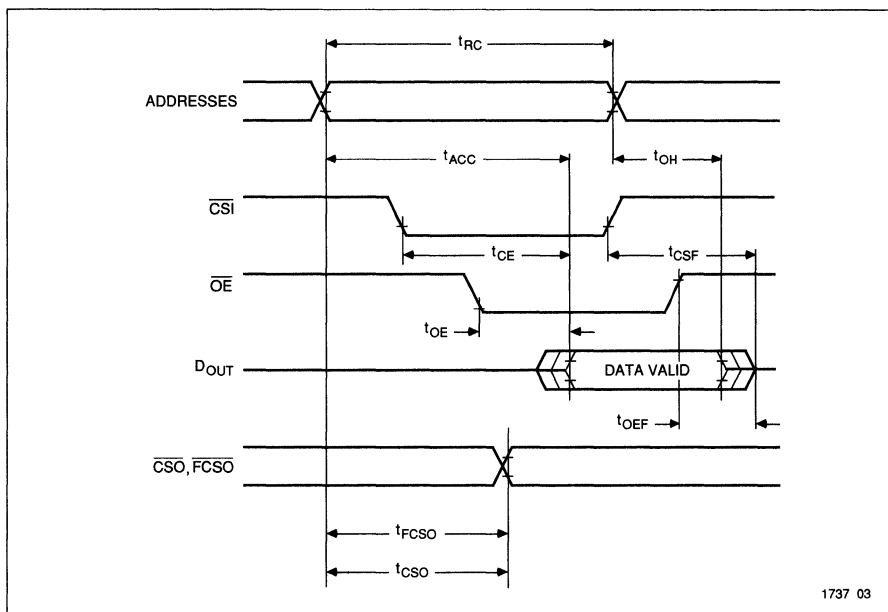 tRC
ADDRESSES
tACC
tOH
CSI
tCE
tCSF
OE
tOE
DOUT
DATA VALID
tOEF
CSO, FCSO
tFCSO
tCSO
1737 03